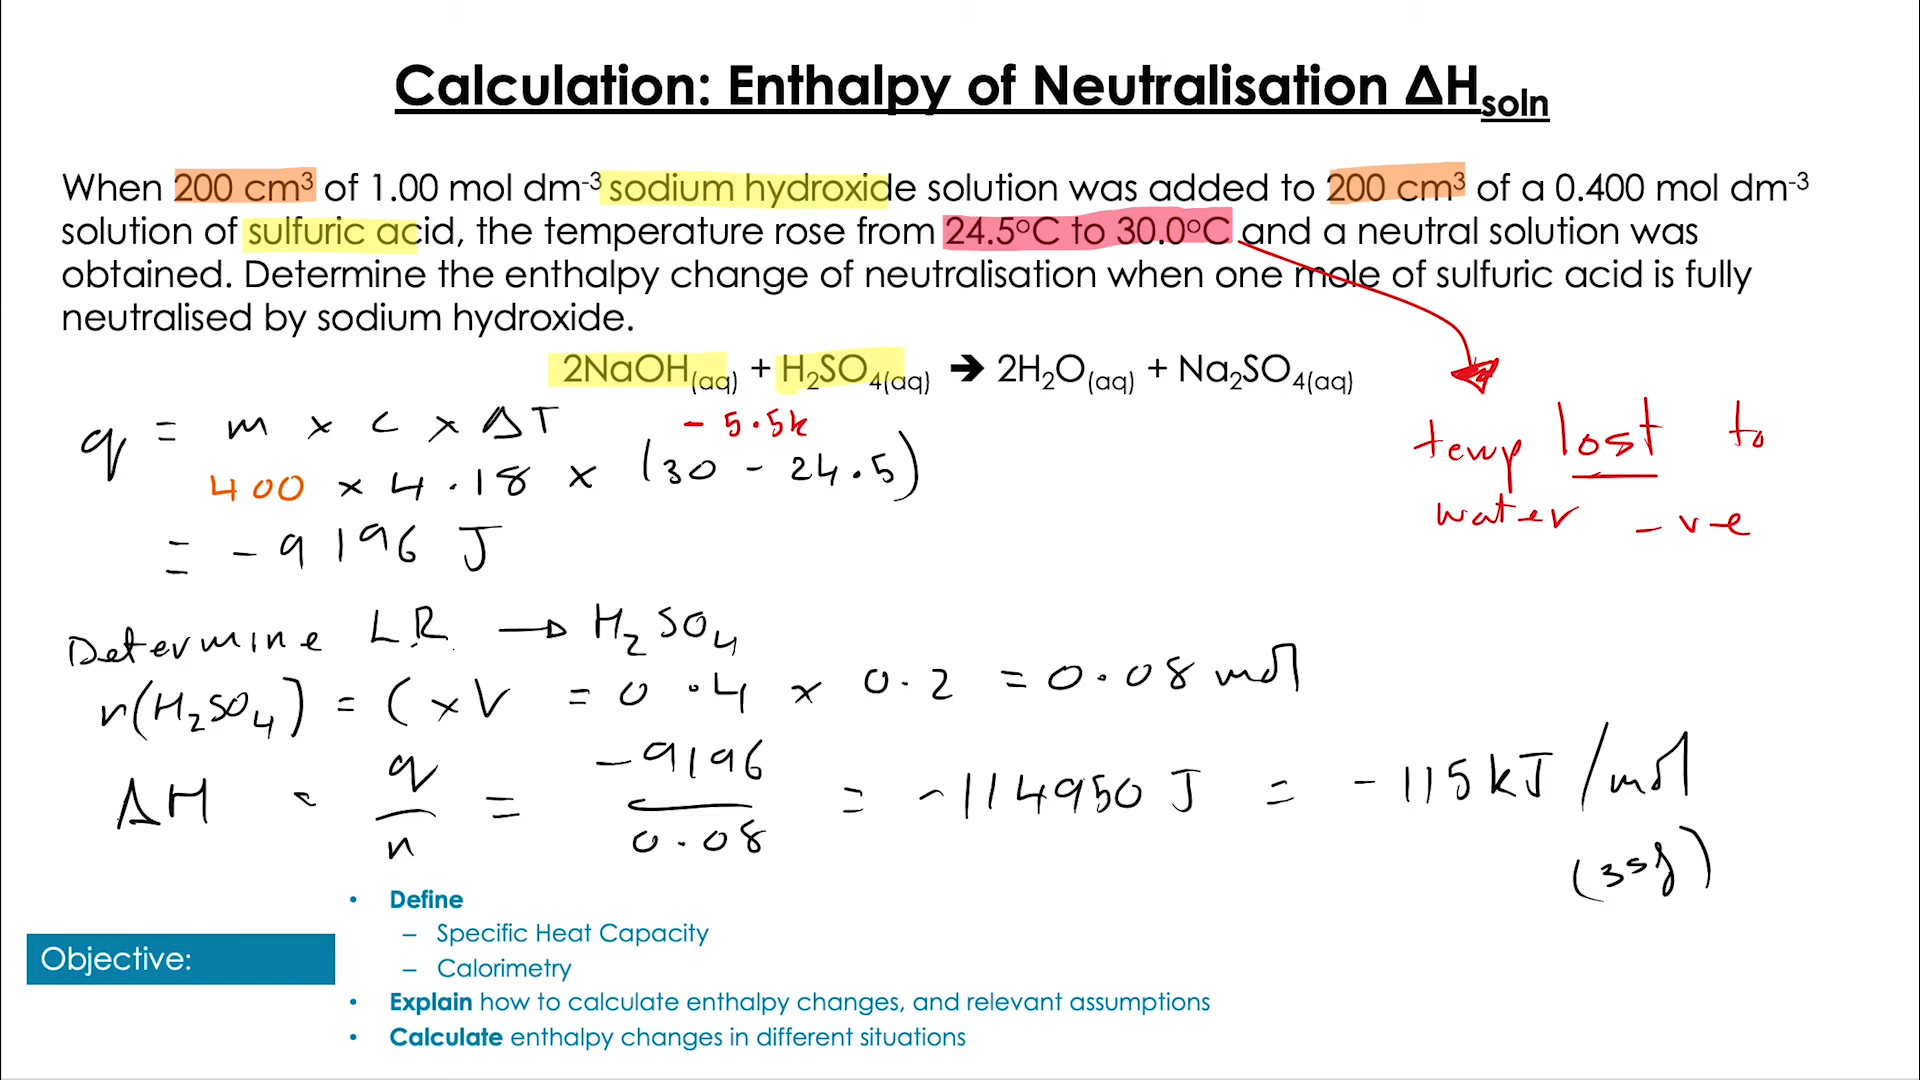 Calculation: Enthalpy of Neutralisation ΔHsoln
When 200 cm³ of 1.00 mol dm⁻³ sodium hydroxide solution was added to 200 cm³ of a 0.400 mol dm⁻³
solution of sulfuric acid, the temperature rose from 24.5°C to 30.0°C and a neutral solution was
obtained. Determine the enthalpy change of neutralisation when one mole of sulfuric acid is fully
neutralised by sodium hydroxide.
2NaOH(aq) + H₂SO₄(aq) → 2H₂O(aq) + Na₂SO₄(aq)
q = m x c x ΔT
- 5.5k
400 x 4.18 x (30 - 24.5)
= -9196 J
temp lost to
water -ve
Determine L.R. → H₂SO₄
n(H₂SO₄) = C x V = 0.4 x 0.2 = 0.08 mol
ΔH = q/n = -9196/0.08 = -114950 J = -115kJ/mol
(3sf)
Objective:
• Define
– Specific Heat Capacity
– Calorimetry
• Explain how to calculate enthalpy changes, and relevant assumptions
• Calculate enthalpy changes in different situations